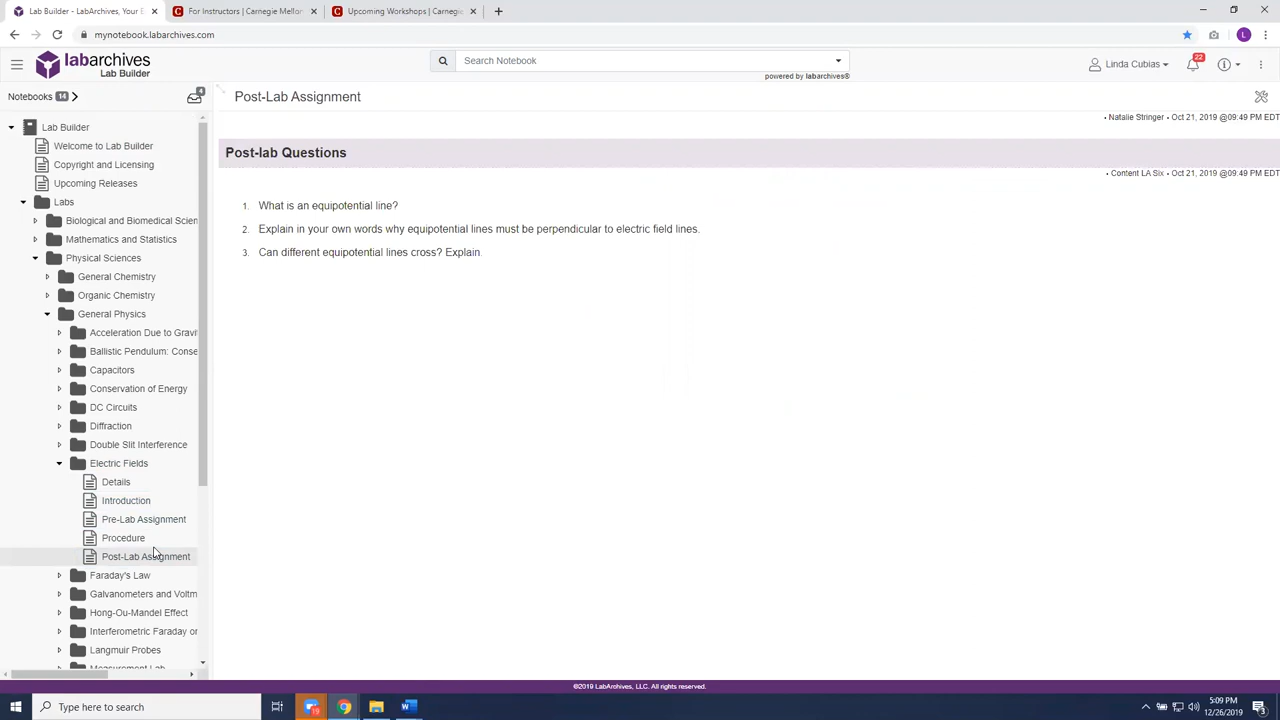 Lab Builder - LabArchives, Your E
For Instructors | Carnegie Mellon
Upcoming Workshops | Carnegie
mynotebook.labarchives.com
L
labarchives
Lab Builder
Search Notebook
powered by labarchives®
22
Linda Cubias
Notebooks 14
4
Post-Lab Assignment
• Natalie Stringer • Oct 21, 2019 @09:49 PM EDT
Post-lab Questions
• Content LA Six • Oct 21, 2019 @09:49 PM EDT
1. What is an equipotential line?
2. Explain in your own words why equipotential lines must be perpendicular to electric field lines.
3. Can different equipotential lines cross? Explain.
Lab Builder
Welcome to Lab Builder
Copyright and Licensing
Upcoming Releases
Labs
Biological and Biomedical Scien
Mathematics and Statistics
Physical Sciences
General Chemistry
Organic Chemistry
General Physics
Acceleration Due to Gravi
Ballistic Pendulum: Conse
Capacitors
Conservation of Energy
DC Circuits
Diffraction
Double Slit Interference
Electric Fields
Details
Introduction
Pre-Lab Assignment
Procedure
Post-Lab Assignment
Faraday's Law
Galvanometers and Voltm
Hong-Ou-Mandel Effect
Interferometric Faraday or
Langmuir Probes
Measurement Lab
©2019 LabArchives, LLC. All rights reserved.
Type here to search
19
5:09 PM
12/26/2019
3